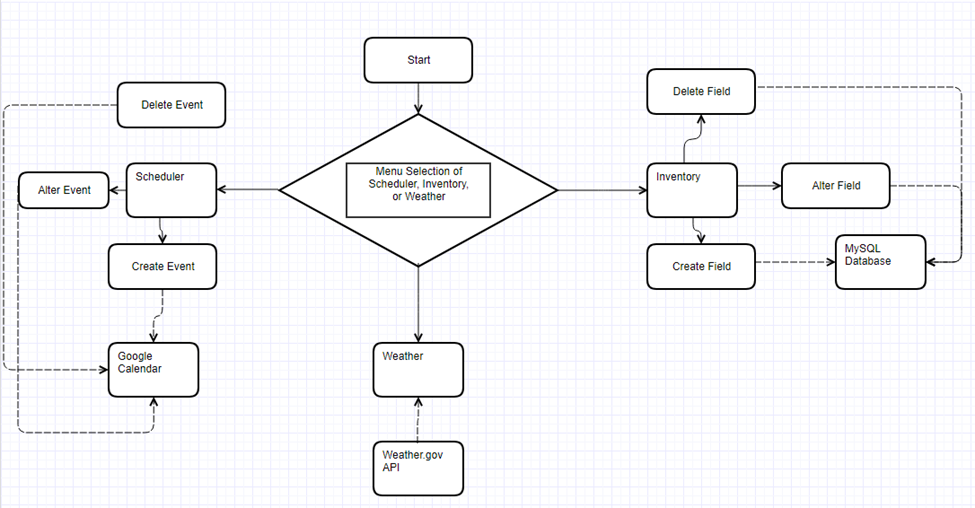 Start
Delete Event
Delete Field
Menu Selection of
Scheduler, Inventory,
or Weather
Alter Event
Scheduler
Inventory
Alter Field
Create Event
Create Field
MySQL
Database
Google
Calendar
Weather
Weather.gov
API